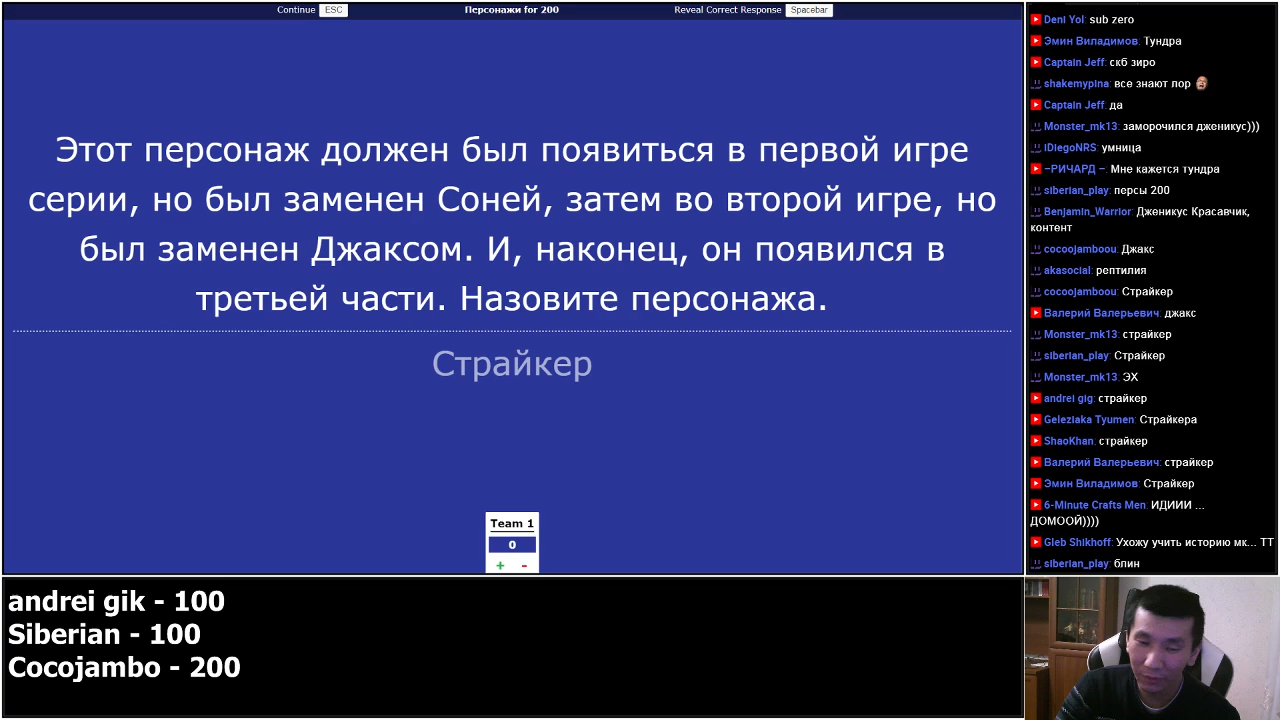 Continue ESC
Персонажи for 200
Reveal Correct Response Spacebar
Этот персонаж должен был появиться в первой игре
серии, но был заменен Соней, затем во второй игре, но
был заменен Джаксом. И, наконец, он появился в
третьей части. Назовите персонажа.
Страйкер
Team 1
0
+ -
andrei gik - 100
Siberian - 100
Cocojambo - 200
Deni Yol: sub zero
Эмин Виладимов: Тундра
Captain Jeff: скб зиро
shakemypina: все знают лор
Captain Jeff: да
Monster_mk13: заморочился дженикус)))
IDlegoNRS: умница
–РИЧАРД –. Мне кажется тундра
siberian_play: персы 200
Benjamin_Warrior: Дженикус Красавчик,
контент
cocoojamboou: Джакс
akasocial: рептилия
cocoojamboou: Страйкер
Валерий Валерьевич: джакс
Monster_mk13: страйкер
siberian_play: Страйкер
Monster_mk13: ЭХ
andrei gig: страйкер
Geleziaka Tyumen: Страйкера
ShaoKhan: страйкер
Валерий Валерьевич: страйкер
Эмин Виладимов: Страйкер
6-Minute Crafts Men. ИДИИИ ...
ДОМООЙ))))
Gleb Shikhoff: Ухожу учить историю мк... ТТ
siberian_play: блин